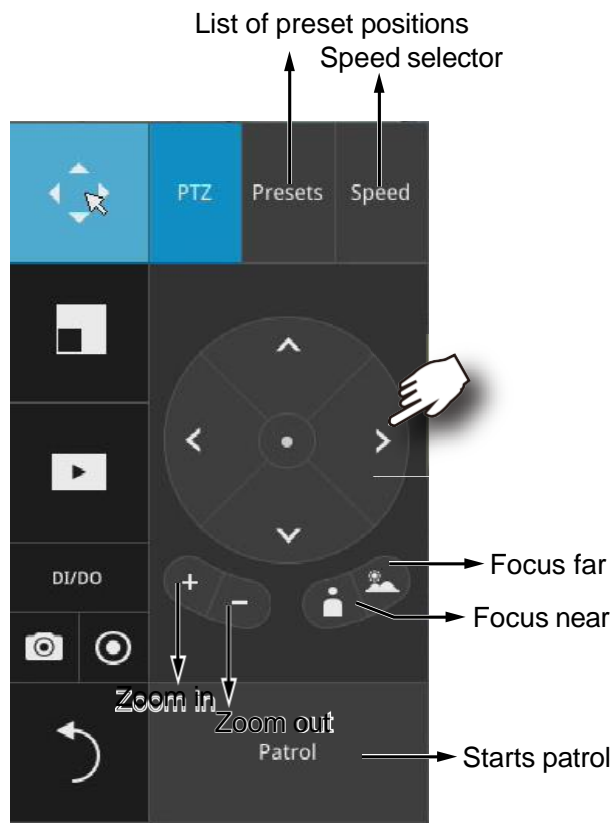 List of preset positions
Speed selector
PTZ
Presets
Speed
DI/DO
Focus far
Focus near
Zoom in
Zoom out
Patrol
Starts patrol